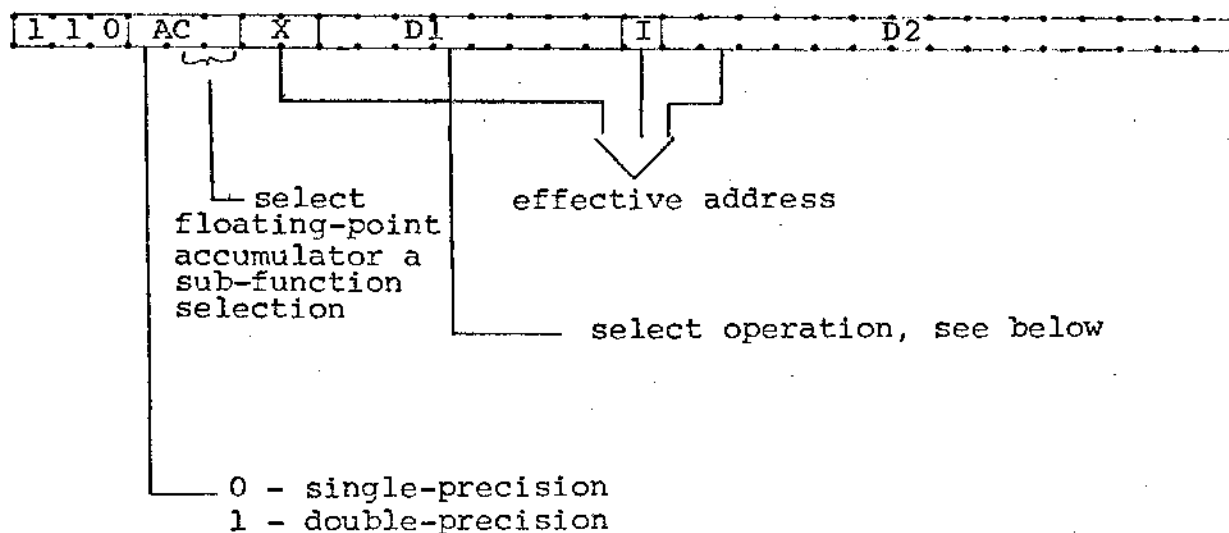 1 1 0 AC X D1 I D2
select
floating-point
accumulator a
sub-function
selection
effective address
select operation, see below
0 - single-precision
1 - double-precision